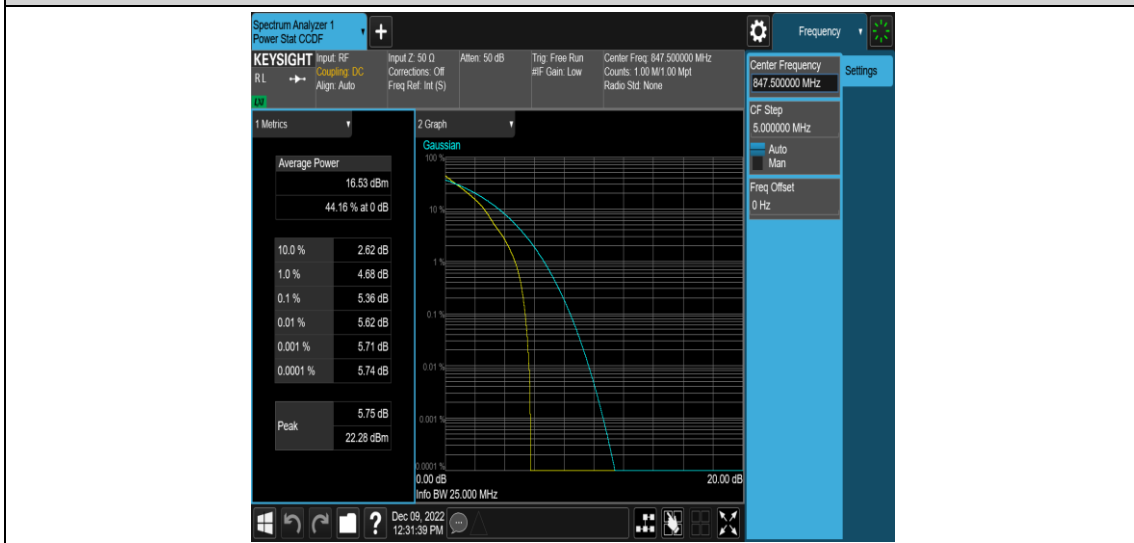 Spectrum Analyzer 1
Power Stat CCDF
+
Frequency
KEYSIGHT
RL
Input: RF
Coupling: DC
Align: Auto
Input Z: 50 Ω
Corrections: Off
Freq Ref: Int (S)
Atten: 50 dB
Trig: Free Run
#IF Gain: Low
Center Freq: 847.500000 MHz
Counts: 1.00 M/1.00 Mpt
Radio Std: None
Center Frequency
847.500000 MHz
Settings
CF Step
5.000000 MHz
Auto
Man
Freq Offset
0 Hz
1 Metrics
Average Power
16.53 dBm
44.16 % at 0 dB
10.0 % 2.62 dB
1.0 % 4.68 dB
0.1 % 5.36 dB
0.01 % 5.62 dB
0.001 % 5.71 dB
0.0001 % 5.74 dB
Peak
5.75 dB
22.28 dBm
2 Graph
Gaussian
100 %
10 %
1 %
0.1 %
0.01 %
0.001 %
0.0001 %
0.00 dB 20.00 dB
Info BW 25.000 MHz
?
Dec 09, 2022
12:31:39 PM